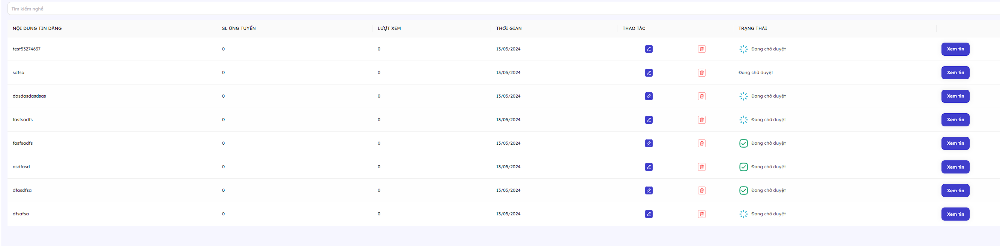 Tìm kiếm nghề
NỘI DUNG TIN DĂNG SL ỨNG TUYỂN LƯỢT XEM THỜI GIAN THAO TÁC TRẠNG THÁI
test53274637 0 0 13/05/2024 Đang chờ duyệt Xem tin
sdfsa 0 0 13/05/2024 Đang chờ duyệt Xem tin
dasdasdasdsas 0 0 13/05/2024 Đang chờ duyệt Xem tin
fasfsadfs 0 0 13/05/2024 Đang chờ duyệt Xem tin
fasfsadfs 0 0 13/05/2024 Đang chờ duyệt Xem tin
asdfasd 0 0 13/05/2024 Đang chờ duyệt Xem tin
dfasdfsa 0 0 13/05/2024 Đang chờ duyệt Xem tin
dfsafsa 0 0 13/05/2024 Đang chờ duyệt Xem tin